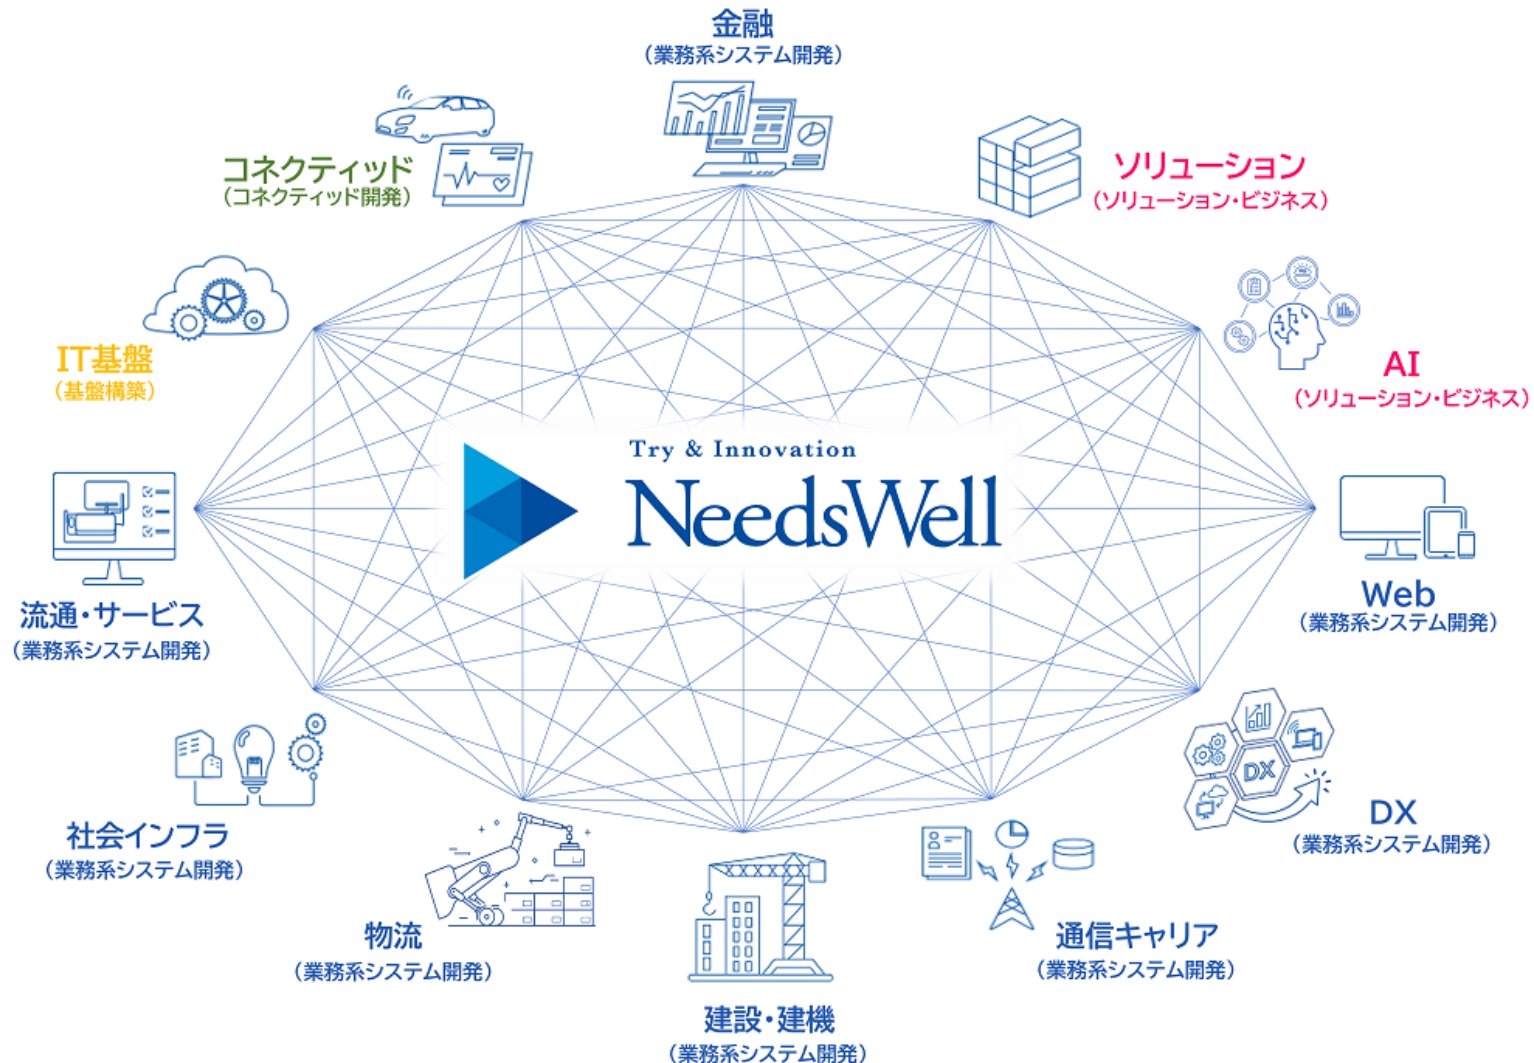 金融
（業務系システム開発）
コネクティッド
（コネクティッド開発）
ソリューション
（ソリューション・ビジネス）
IT基盤
（基盤構築）
AI
（ソリューション・ビジネス）
Try & Innovation
NeedsWell
流通・サービス
（業務系システム開発）
Web
（業務系システム開発）
DX
社会インフラ
（業務系システム開発）
DX
（業務系システム開発）
物流
（業務系システム開発）
通信キャリア
（業務系システム開発）
建設・建機
（業務系システム開発）